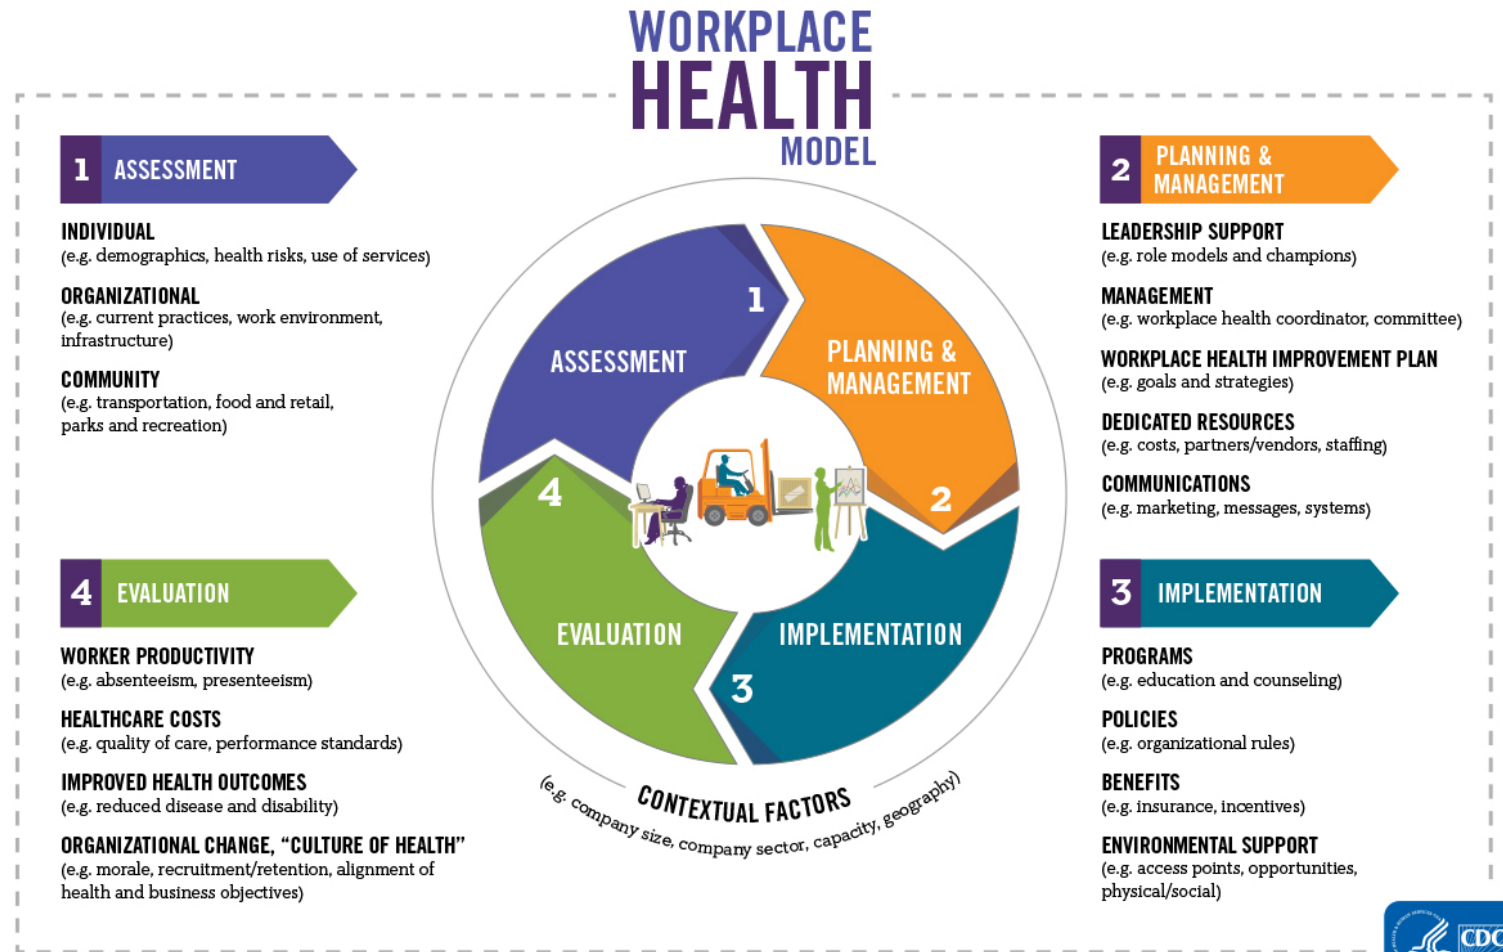 WORKPLACE
HEALTH
MODEL
1 ASSESSMENT
INDIVIDUAL
(e.g. demographics, health risks, use of services)
ORGANIZATIONAL
(e.g. current practices, work environment,
infrastructure)
COMMUNITY
(e.g. transportation, food and retail,
parks and recreation)
2 PLANNING &
MANAGEMENT
LEADERSHIP SUPPORT
(e.g. role models and champions)
MANAGEMENT
(e.g. workplace health coordinator, committee)
WORKPLACE HEALTH IMPROVEMENT PLAN
(e.g. goals and strategies)
DEDICATED RESOURCES
(e.g. costs, partners/vendors, staffing)
COMMUNICATIONS
(e.g. marketing, messages, systems)
1
ASSESSMENT
PLANNING &
MANAGEMENT
2
4
EVALUATION
IMPLEMENTATION
3
CONTEXTUAL FACTORS
(e.g. company size, company sector, capacity, geography)
3 IMPLEMENTATION
PROGRAMS
(e.g. education and counseling)
POLICIES
(e.g. organizational rules)
BENEFITS
(e.g. insurance, incentives)
ENVIRONMENTAL SUPPORT
(e.g. access points, opportunities,
physical/social)
4 EVALUATION
WORKER PRODUCTIVITY
(e.g. absenteeism, presenteeism)
HEALTHCARE COSTS
(e.g. quality of care, performance standards)
IMPROVED HEALTH OUTCOMES
(e.g. reduced disease and disability)
ORGANIZATIONAL CHANGE, “CULTURE OF HEALTH”
(e.g. morale, recruitment/retention, alignment of
health and business objectives)
CDC